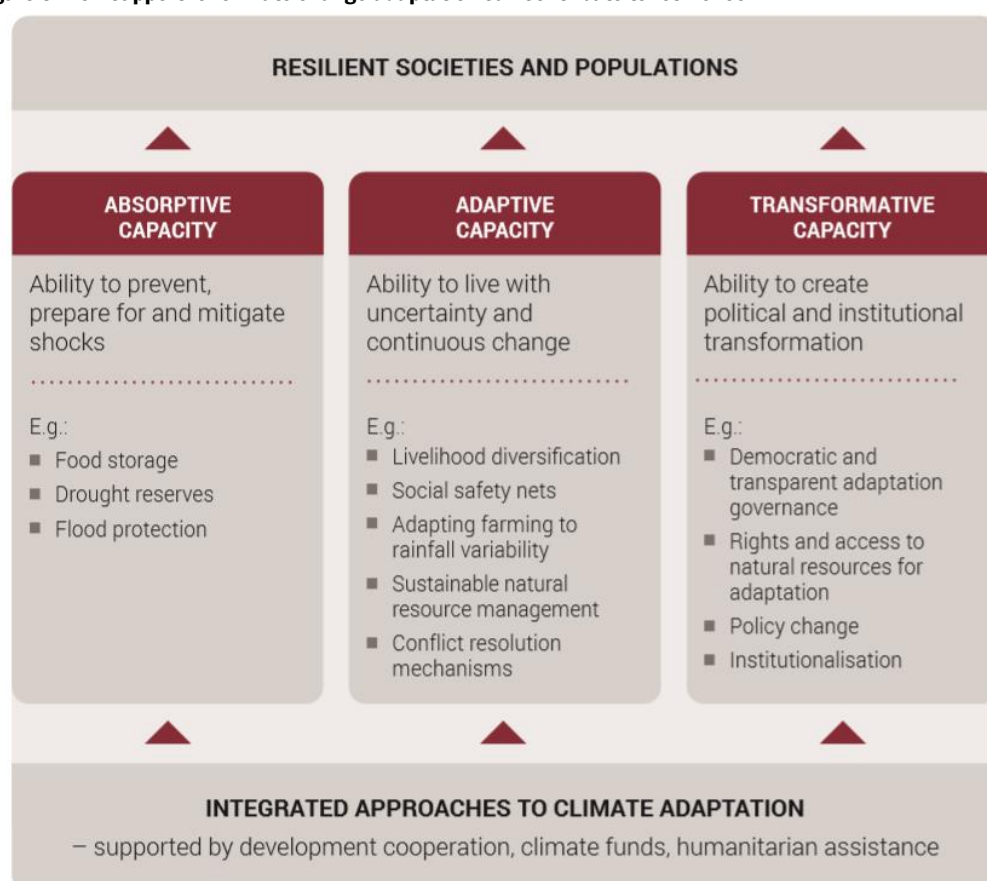 RESILIENT SOCIETIES AND POPULATIONS
ABSORPTIVE
CAPACITY
Ability to prevent,
prepare for and mitigate
shocks
E.g.:
■ Food storage
■ Drought reserves
■ Flood protection
ADAPTIVE
CAPACITY
Ability to live with
uncertainty and
continuous change
E.g.:
■ Livelihood diversification
■ Social safety nets
■ Adapting farming to
rainfall variability
■ Sustainable natural
resource management
■ Conflict resolution
mechanisms
TRANSFORMATIVE
CAPACITY
Ability to create
political and institutional
transformation
E.g.:
■ Democratic and
transparent adaptation
governance
■ Rights and access to
natural resources for
adaptation
■ Policy change
■ Institutionalisation
INTEGRATED APPROACHES TO CLIMATE ADAPTATION
– supported by development cooperation, climate funds, humanitarian assistance